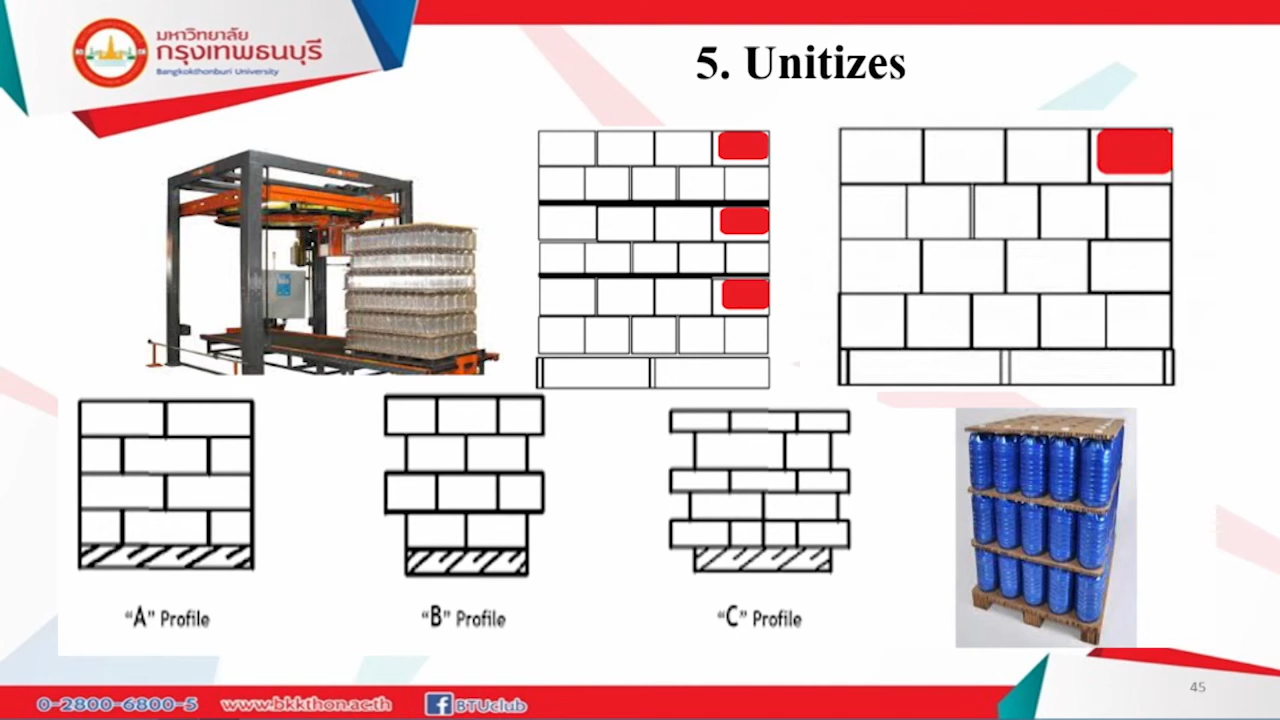 มหาวิทยาลัย
กรุงเทพธนบุรี
Bangkokthonburi University
5. Unitizes
“A” Profile
“B” Profile
“C” Profile
45
0-2800-6800-5
www.bkkthon.ac.th
BTUclub